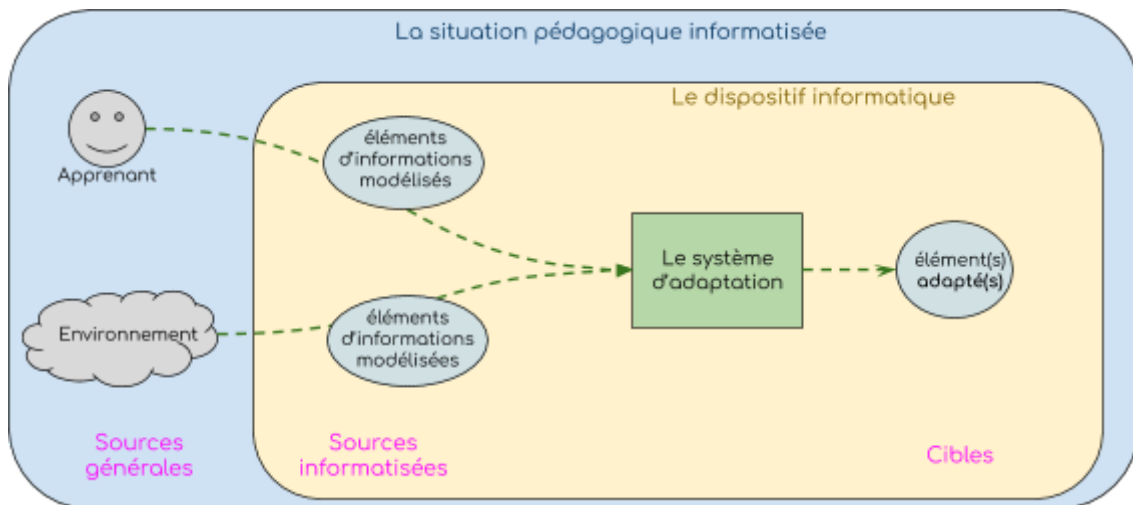 La situation pédagogique informatisée
Le dispositif informatique
Apprenant
éléments
d'informations
modélisés
Le système
d'adaptation
élément(s)
adapté(s)
Environnement
éléments
d'informations
modélisées
Sources
générales
Sources
informatisées
Cibles